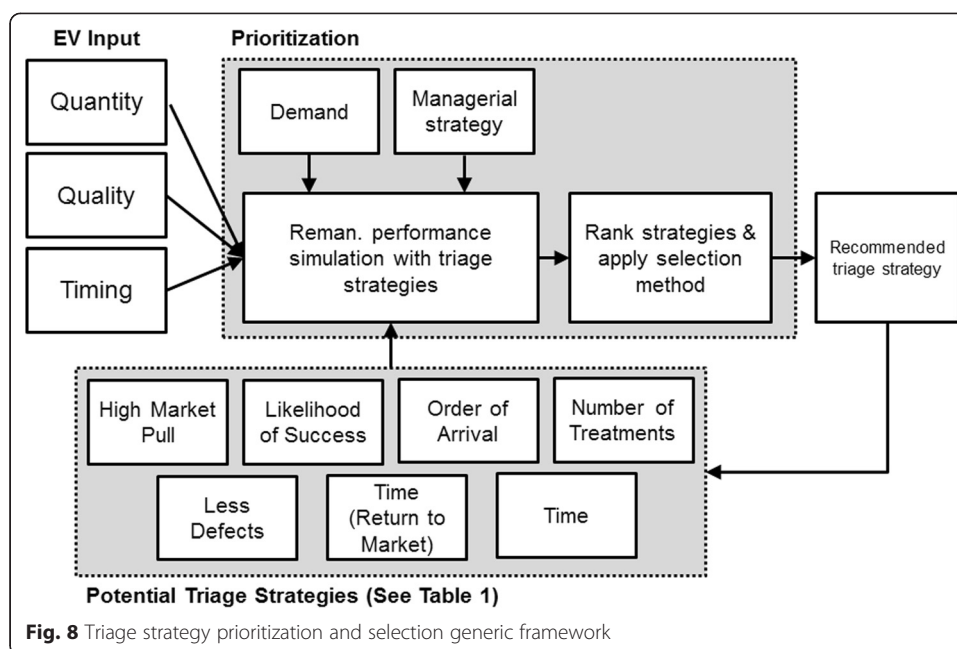 EV Input
Prioritization
Quantity
Quality
Timing
Demand
Managerial
strategy
Reman. performance
simulation with triage
strategies
Rank strategies &
apply selection
method
Recommended
triage strategy
High Market
Pull
Likelihood
of Success
Order of
Arrival
Number of
Treatments
Less
Defects
Time
(Return to
Market)
Time
Potential Triage Strategies (See Table 1)
Fig. 8 Triage strategy prioritization and selection generic framework